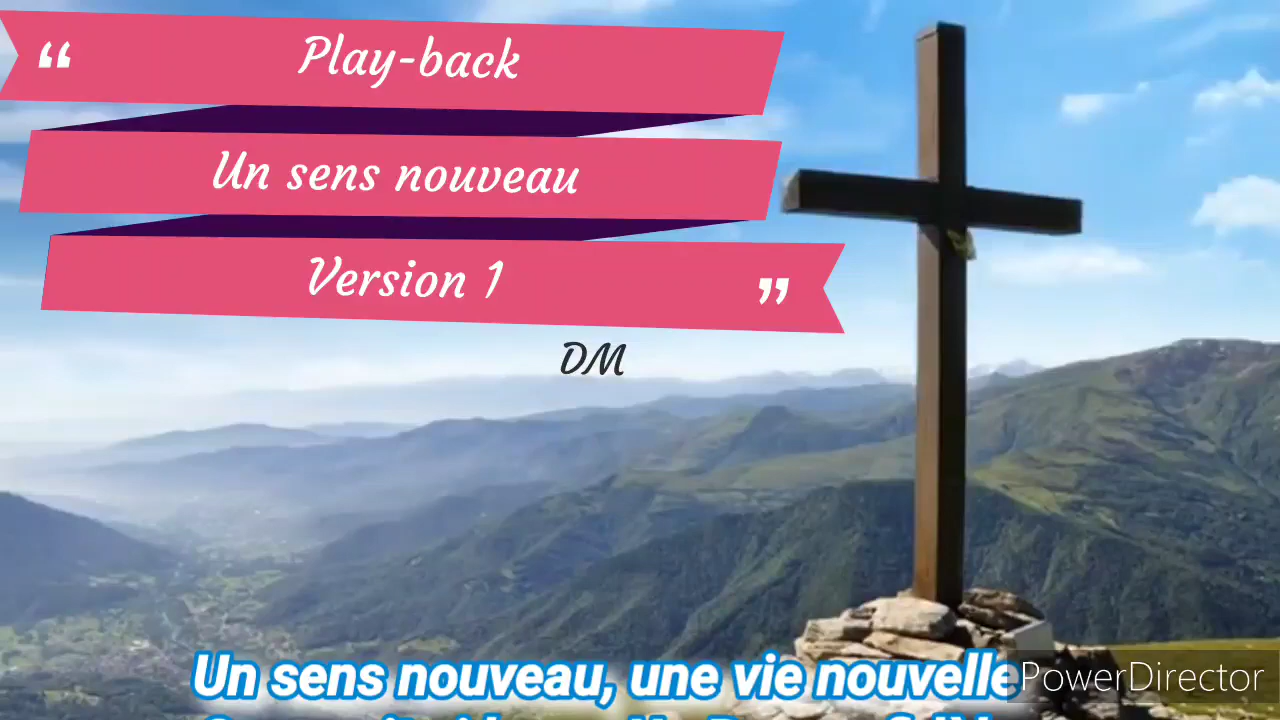 “ Play-back
Un sens nouveau
Version 1 ”
DM
Un sens nouveau, une vie nouvelle
PowerDirector